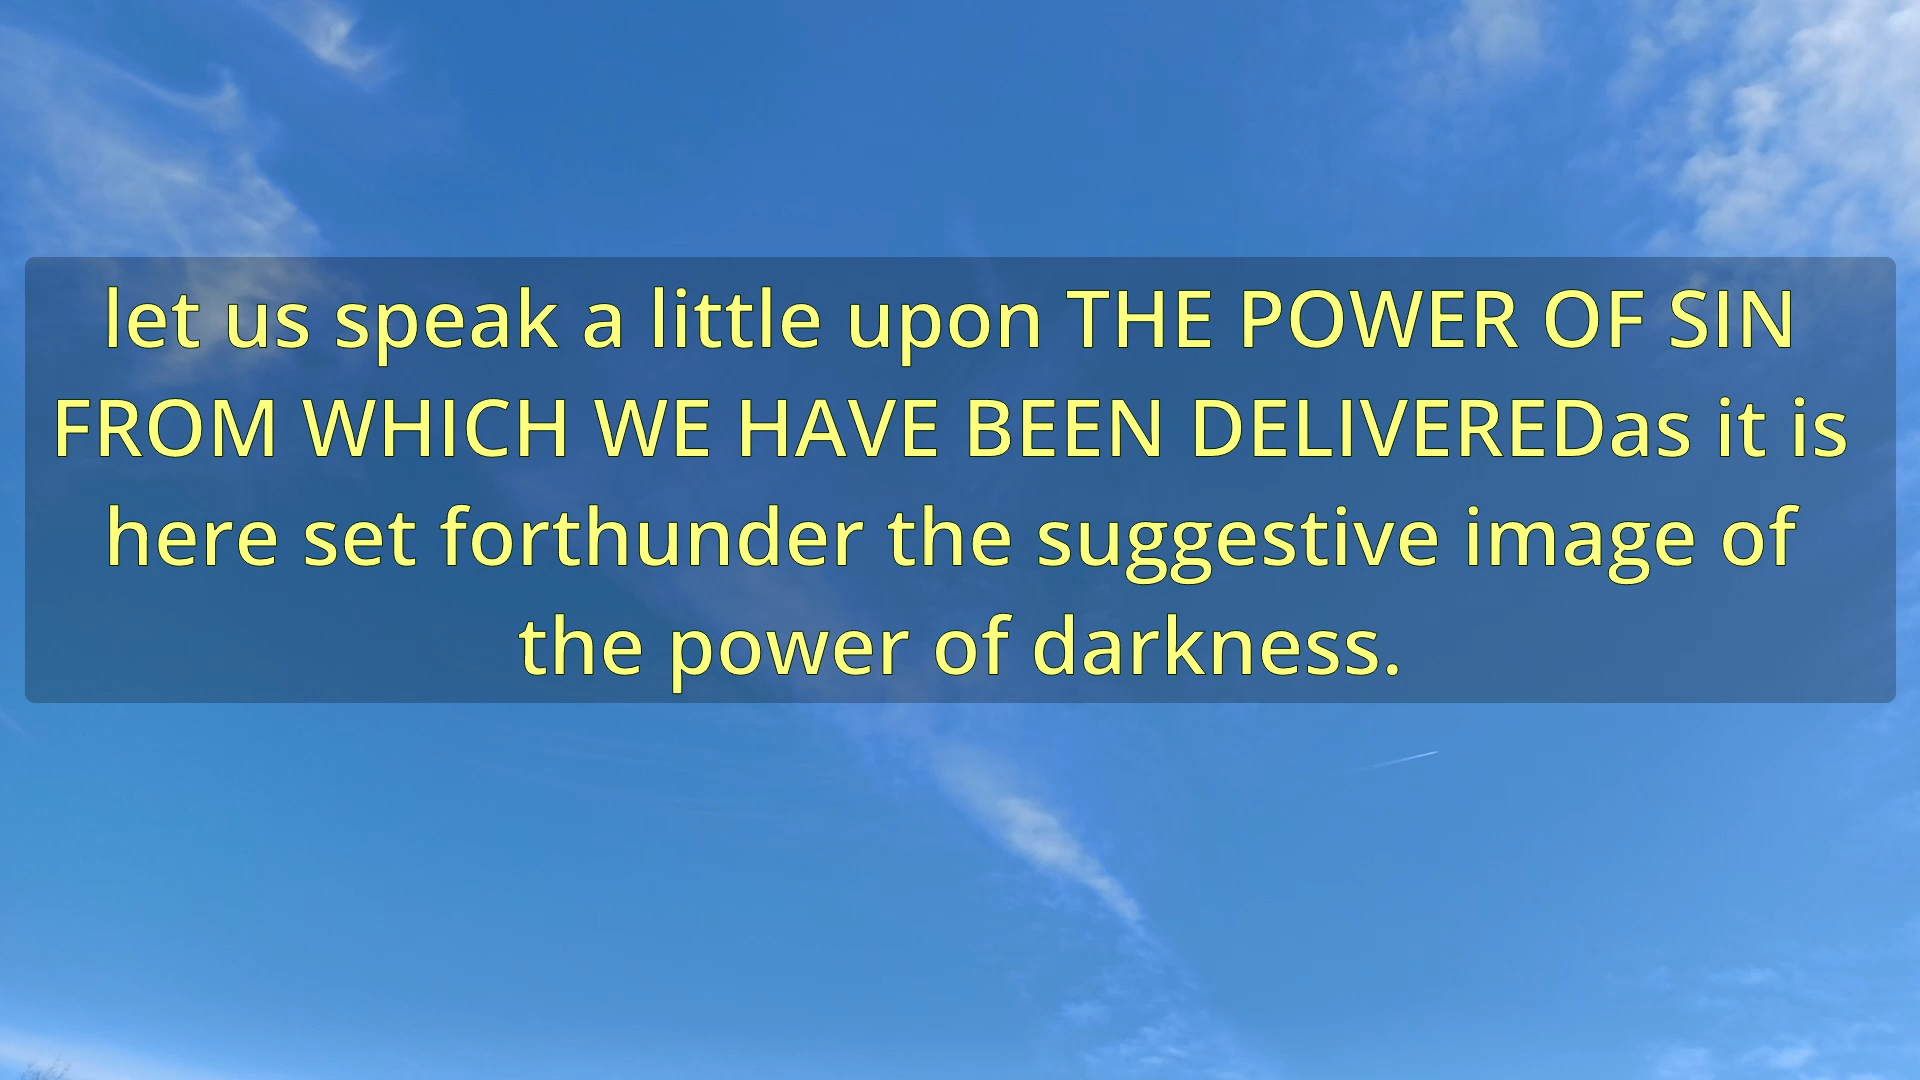 let us speak a little upon THE POWER OF SIN
FROM WHICH WE HAVE BEEN DELIVEREDas it is
here set forthunder the suggestive image of
the power of darkness.